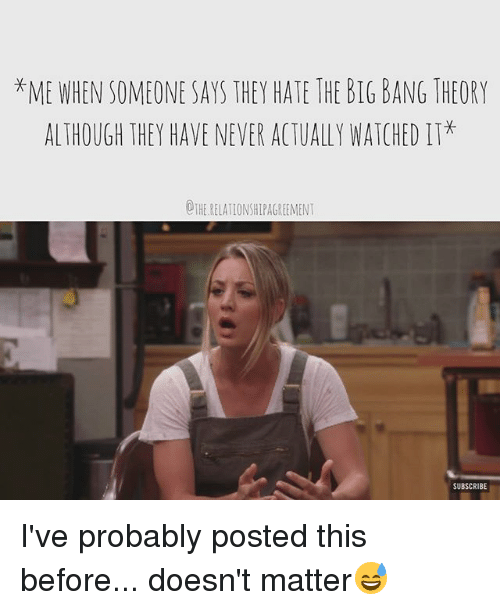 *ME WHEN SOMEONE SAYS THEY HATE THE BIG BANG THEORY
ALTHOUGH THEY HAVE NEVER ACTUALLY WATCHED IT*
@THE.RELATIONSHIPAGREEMENT
SUBSCRIBE
I've probably posted this
before... doesn't matter😅